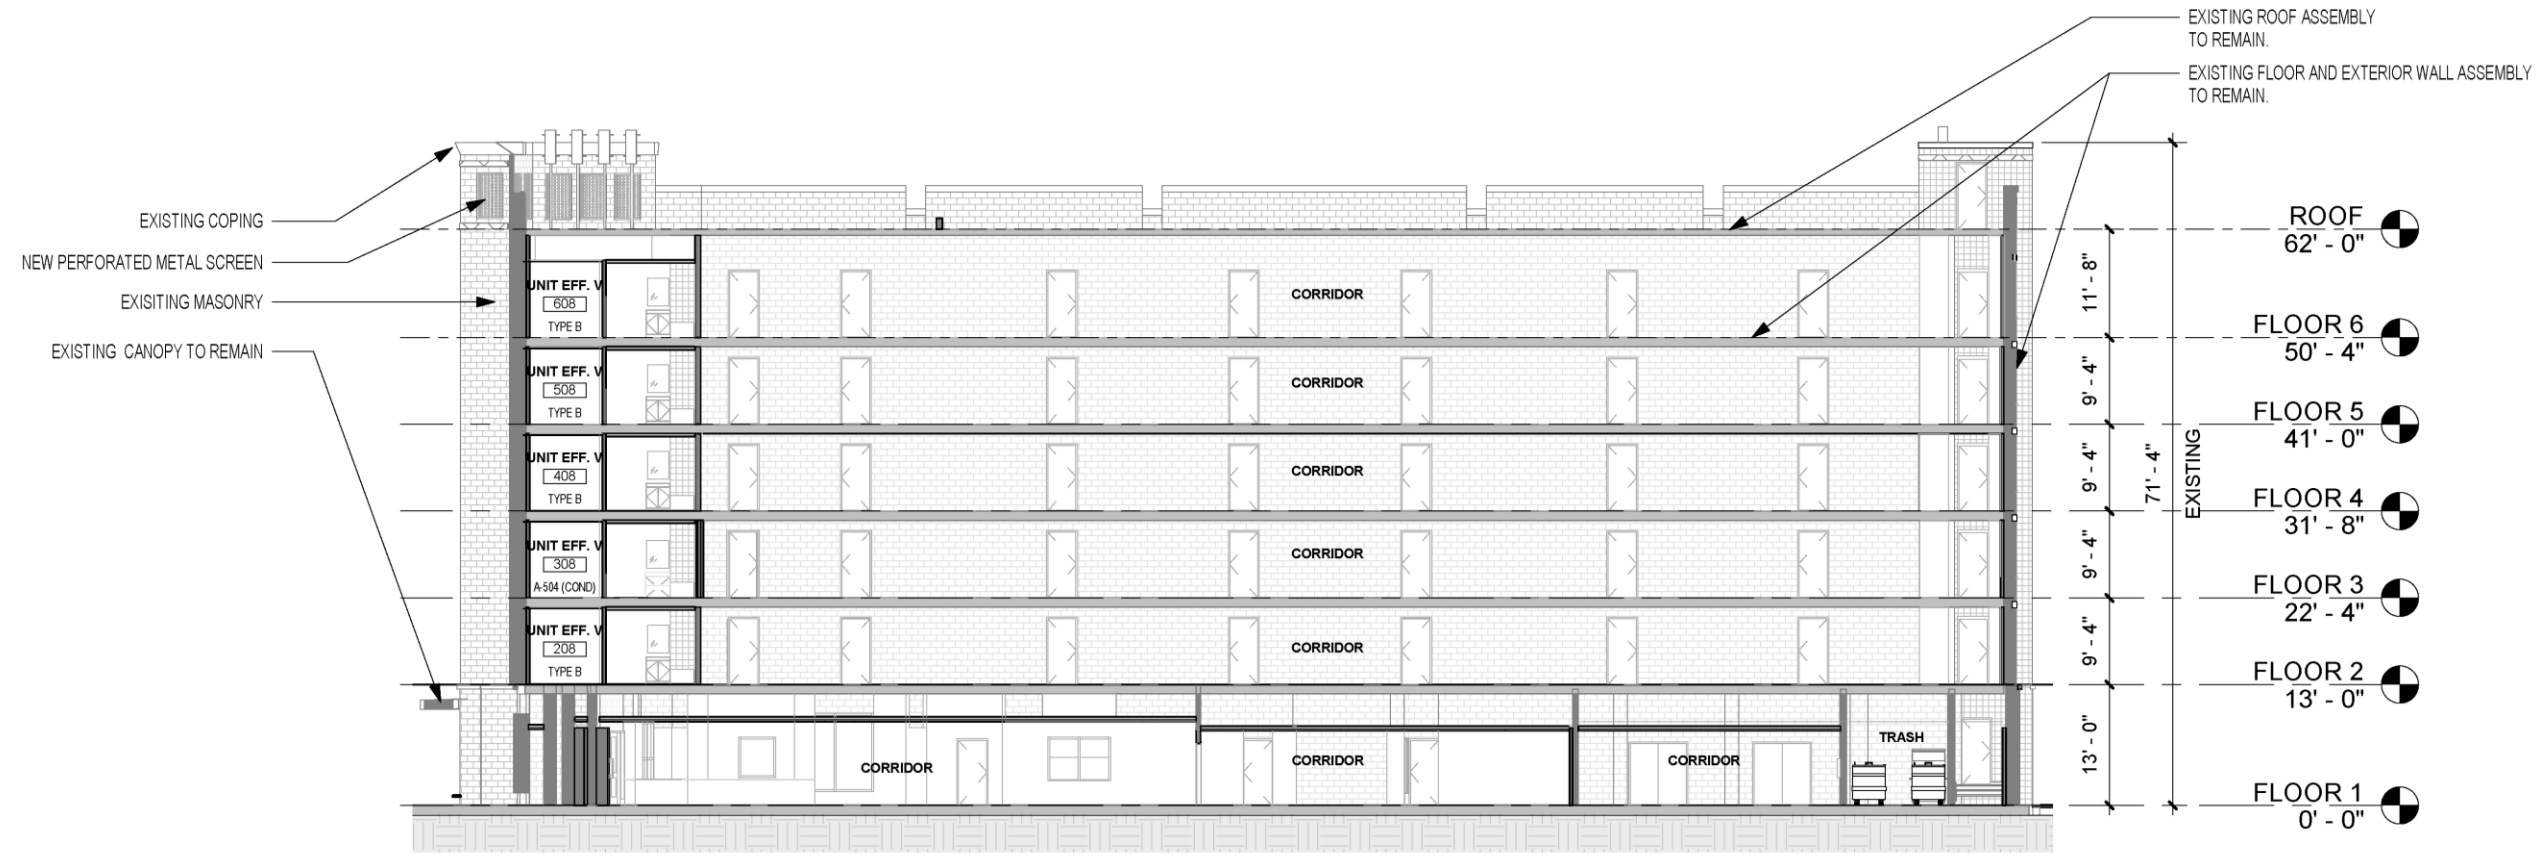 EXISTING ROOF ASSEMBLY
TO REMAIN.
EXISTING FLOOR AND EXTERIOR WALL ASSEMBLY
TO REMAIN.
EXISTING COPING
NEW PERFORATED METAL SCREEN
EXISITING MASONRY
EXISTING CANOPY TO REMAIN
ROOF
62' - 0"
11' - 8"
UNIT EFF. V
608
TYPE B
CORRIDOR
FLOOR 6
50' - 4"
9' - 4"
UNIT EFF. V
508
TYPE B
CORRIDOR
FLOOR 5
41' - 0"
9' - 4"
UNIT EFF. V
408
TYPE B
CORRIDOR
71' - 4"
EXISTING
FLOOR 4
31' - 8"
9' - 4"
UNIT EFF. V
308
A-504 (COND)
CORRIDOR
FLOOR 3
22' - 4"
9' - 4"
UNIT EFF. V
208
TYPE B
CORRIDOR
FLOOR 2
13' - 0"
13' - 0"
CORRIDOR
CORRIDOR
CORRIDOR
TRASH
FLOOR 1
0' - 0"